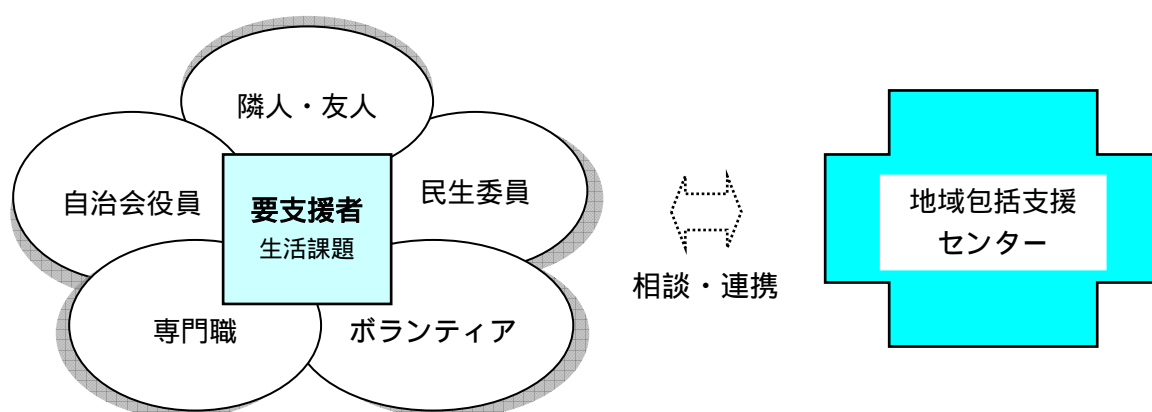 隣人・友人
自治会役員
要支援者
生活課題
民生委員
専門職
ボランティア
相談・連携
地域包括支援
センター